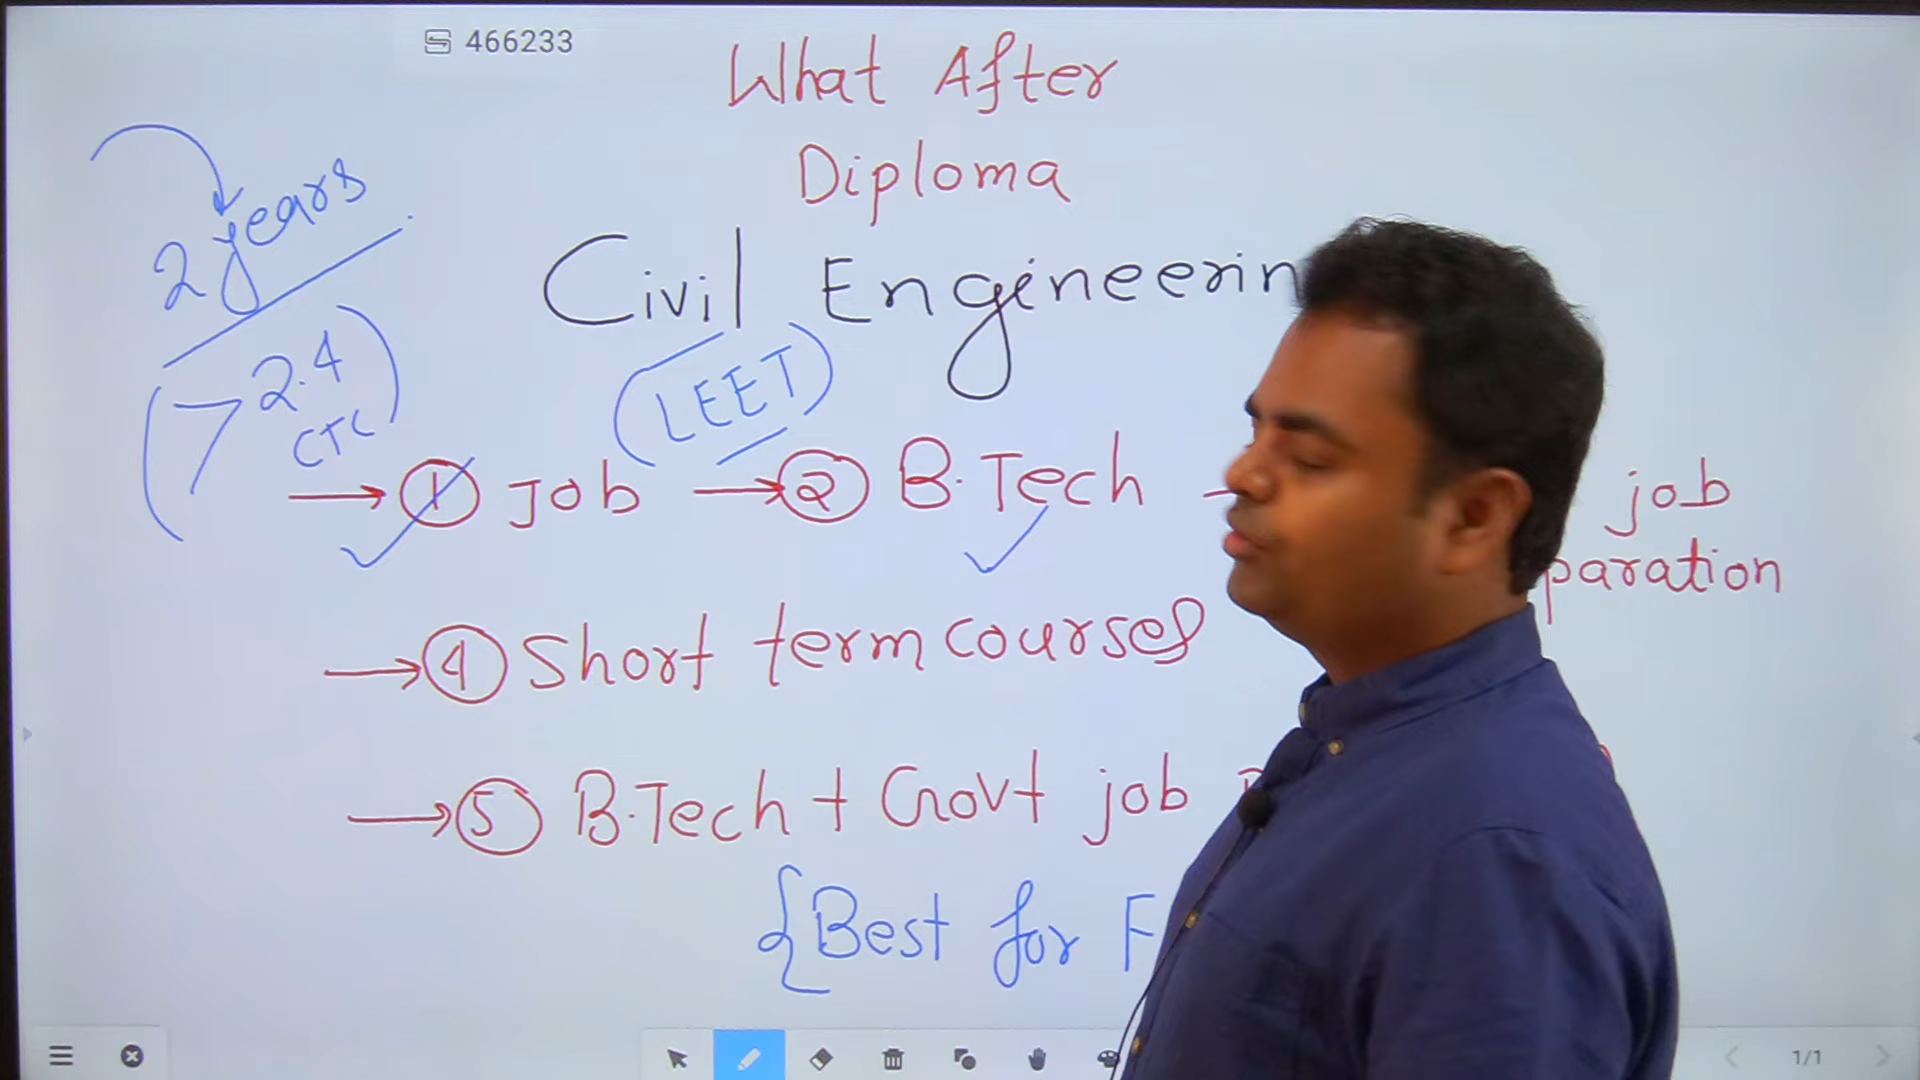 466233
What After
Diploma
Civil Engineerin
2 years
(7 2.4 CTC)
(LEET)
→ ① Job → ② B.Tech → job
paration
→ ④ Short term courses
→ ⑤ B.Tech + Govt job
{Best for F
1/1